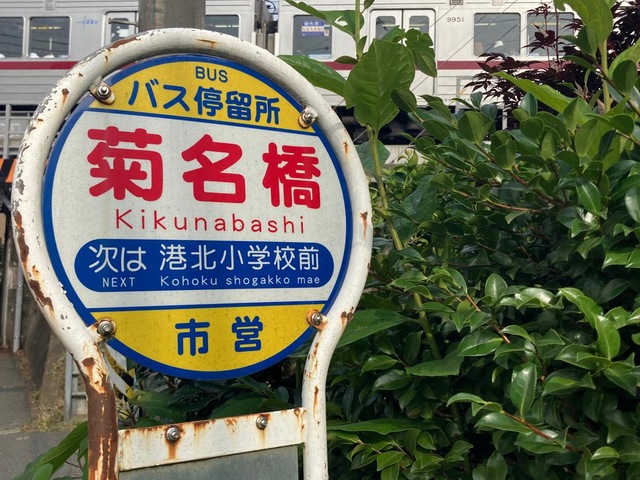 9951
BUS
バス停留所
菊名橋
Kikunabashi
次は 港北小学校前
NEXT Kohoku shogakko mae
市営